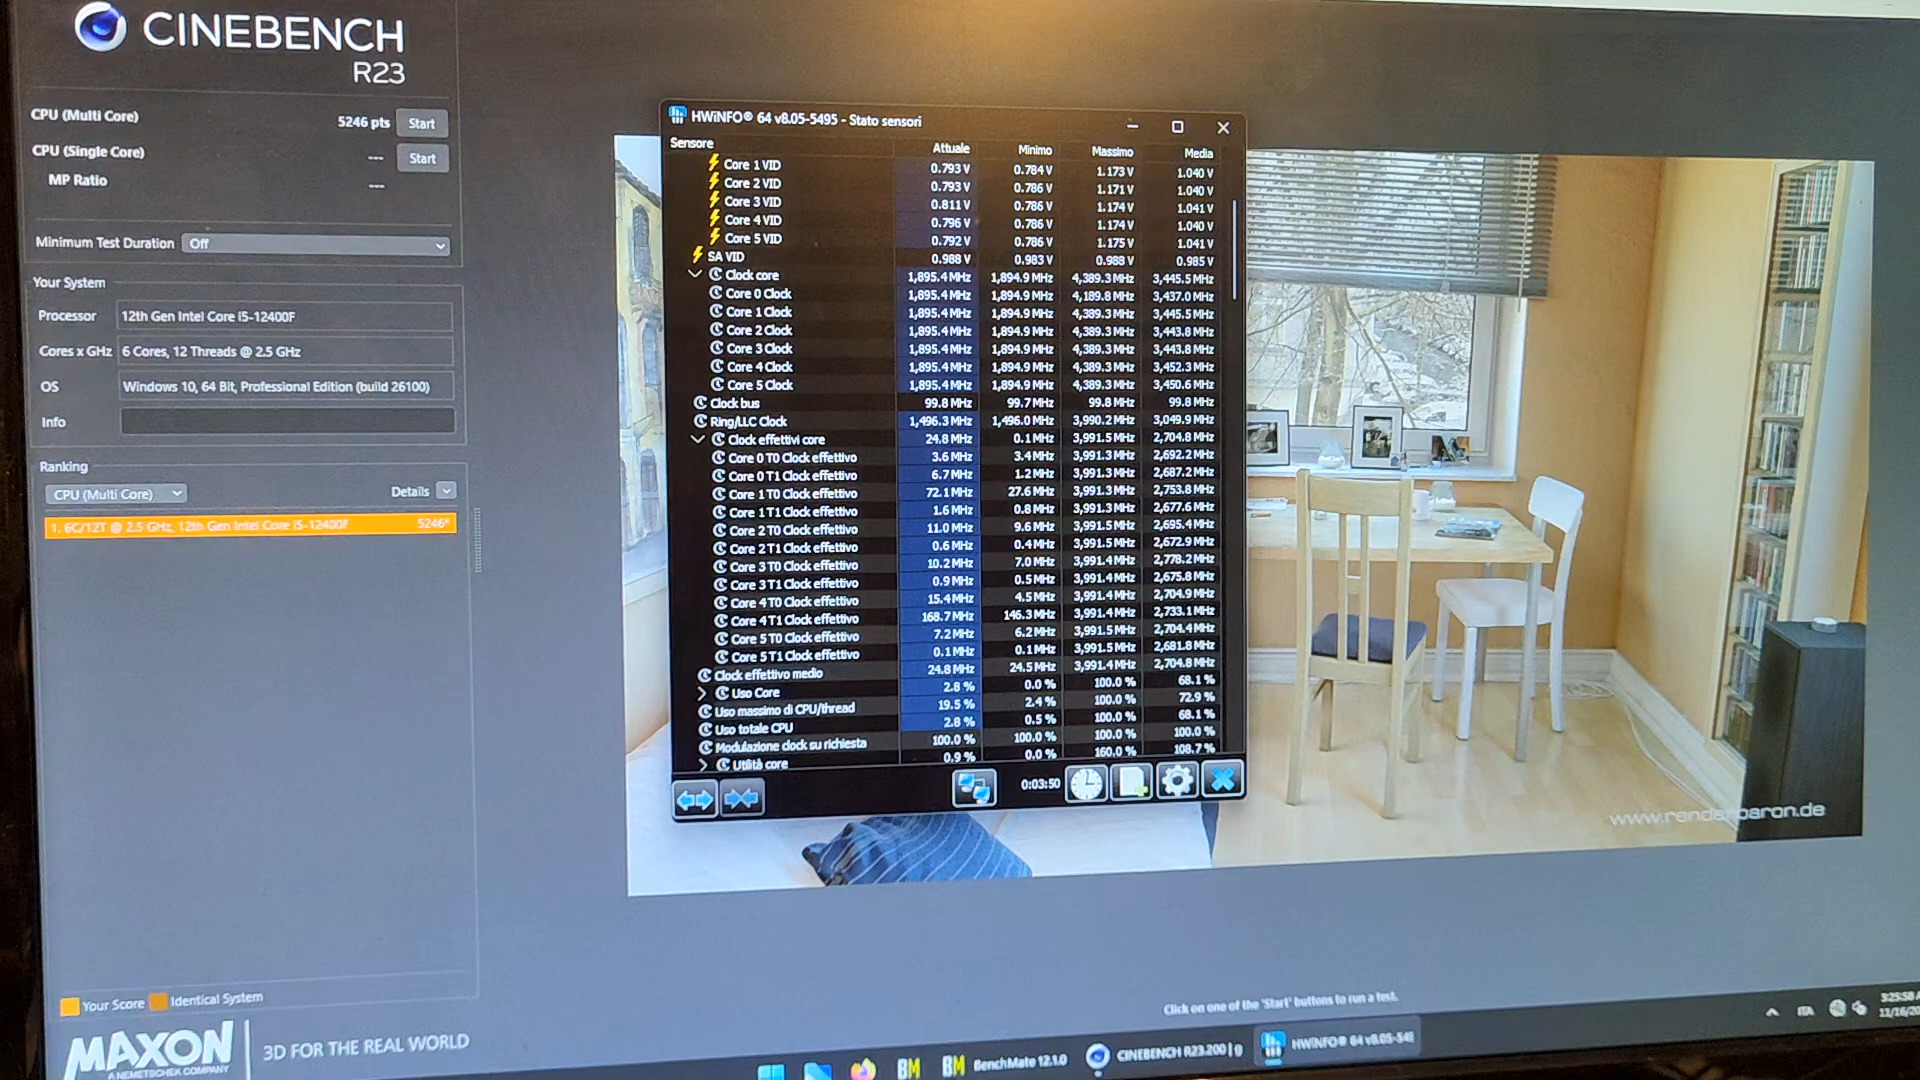 CINEBENCH
R23
CPU (Multi Core) 5246 pts Start
CPU (Single Core) --- Start
MP Ratio ---
Minimum Test Duration Off
Your System
Processor 12th Gen Intel Core i5-12400F
Cores x GHz 6 Cores, 12 Threads @ 2.5 GHz
OS Windows 10, 64 Bit, Professional Edition (build 26100)
Info
Ranking
CPU (Multi Core) Details
1. 6C/12T @ 2.5 GHz, 12th Gen Intel Core i5-12400F 5246*
Your Score Identical System
MAXON 3D FOR THE REAL WORLD
A NEMETSCHEK COMPANY
HWiNFO® 64 v8.05-5495 - Stato sensori
Sensore Attuale Minimo Massimo Media
Core 1 VID 0.793 V 0.784 V 1.173 V 1.040 V
Core 2 VID 0.793 V 0.786 V 1.171 V 1.040 V
Core 3 VID 0.811 V 0.786 V 1.174 V 1.041 V
Core 4 VID 0.796 V 0.786 V 1.174 V 1.040 V
Core 5 VID 0.792 V 0.786 V 1.175 V 1.041 V
SA VID 0.988 V 0.983 V 0.988 V 0.985 V
Clock core 1,895.4 MHz 1,894.9 MHz 4,389.3 MHz 3,445.5 MHz
Core 0 Clock 1,895.4 MHz 1,894.9 MHz 4,189.8 MHz 3,437.0 MHz
Core 1 Clock 1,895.4 MHz 1,894.9 MHz 4,389.3 MHz 3,445.5 MHz
Core 2 Clock 1,895.4 MHz 1,894.9 MHz 4,389.3 MHz 3,443.8 MHz
Core 3 Clock 1,895.4 MHz 1,894.9 MHz 4,389.3 MHz 3,443.8 MHz
Core 4 Clock 1,895.4 MHz 1,894.9 MHz 4,389.3 MHz 3,452.3 MHz
Core 5 Clock 1,895.4 MHz 1,894.9 MHz 4,389.3 MHz 3,450.6 MHz
Clock bus 99.8 MHz 99.7 MHz 99.8 MHz 99.8 MHz
Ring/LLC Clock 1,496.3 MHz 1,496.0 MHz 3,990.2 MHz 3,049.9 MHz
Clock effettivi core 24.8 MHz 0.1 MHz 3,991.5 MHz 2,704.8 MHz
Core 0 T0 Clock effettivo 3.6 MHz 3.4 MHz 3,991.3 MHz 2,692.2 MHz
Core 0 T1 Clock effettivo 6.7 MHz 1.2 MHz 3,991.3 MHz 2,687.2 MHz
Core 1 T0 Clock effettivo 72.1 MHz 27.6 MHz 3,991.3 MHz 2,753.8 MHz
Core 1 T1 Clock effettivo 1.6 MHz 0.8 MHz 3,991.3 MHz 2,677.6 MHz
Core 2 T0 Clock effettivo 11.0 MHz 9.6 MHz 3,991.5 MHz 2,695.4 MHz
Core 2 T1 Clock effettivo 0.6 MHz 0.4 MHz 3,991.5 MHz 2,672.9 MHz
Core 3 T0 Clock effettivo 10.2 MHz 7.0 MHz 3,991.4 MHz 2,778.2 MHz
Core 3 T1 Clock effettivo 0.9 MHz 0.5 MHz 3,991.4 MHz 2,675.8 MHz
Core 4 T0 Clock effettivo 15.4 MHz 4.5 MHz 3,991.4 MHz 2,704.9 MHz
Core 4 T1 Clock effettivo 168.7 MHz 146.3 MHz 3,991.4 MHz 2,733.1 MHz
Core 5 T0 Clock effettivo 7.2 MHz 6.2 MHz 3,991.5 MHz 2,704.4 MHz
Core 5 T1 Clock effettivo 0.1 MHz 0.1 MHz 3,991.5 MHz 2,681.8 MHz
Clock effettivo medio 24.8 MHz 24.5 MHz 3,991.4 MHz 2,704.8 MHz
Uso Core 2.8 % 0.0 % 100.0 % 68.1 %
Uso massimo di CPU/thread 19.5 % 2.4 % 100.0 % 72.9 %
Uso totale CPU 2.8 % 0.5 % 100.0 % 68.1 %
Modulazione clock su richiesta 100.0 % 100.0 % 100.0 % 100.0 %
Utilità core 0.9 % 0.0 % 160.0 % 108.7 %
0:03:50
www.renderbaron.de
Click on one of the 'Start' buttons to run a test.
BM BM BenchMate 12.1.0 CINEBENCH R23.200 | HWiNFO® 64 v8.05-54 ITA 3:25:58
11/16/20